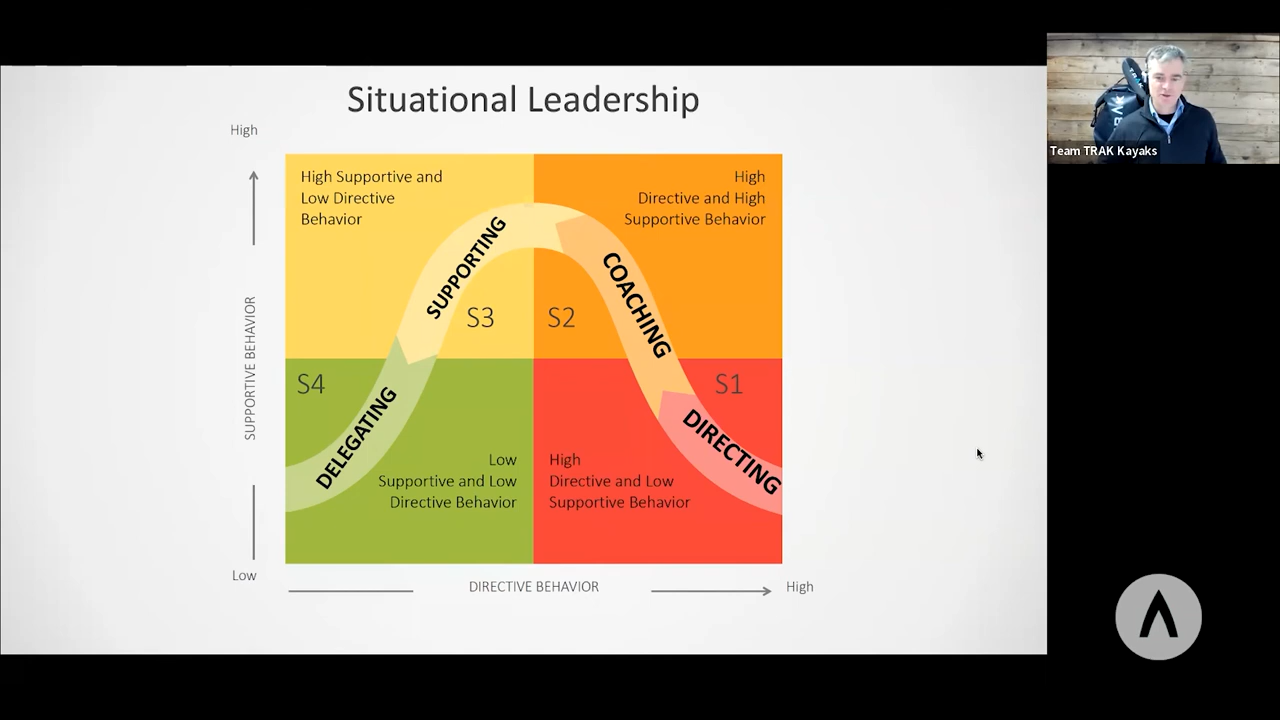 Situational Leadership
High
High Supportive and
Low Directive
Behavior
High
Directive and High
Supportive Behavior
SUPPORTING
COACHING
S3
S2
S4
S1
DELEGATING
DIRECTING
Low
Supportive and Low
Directive Behavior
High
Directive and Low
Supportive Behavior
SUPPORTIVE BEHAVIOR
Low
DIRECTIVE BEHAVIOR
High
Team TRAK Kayaks